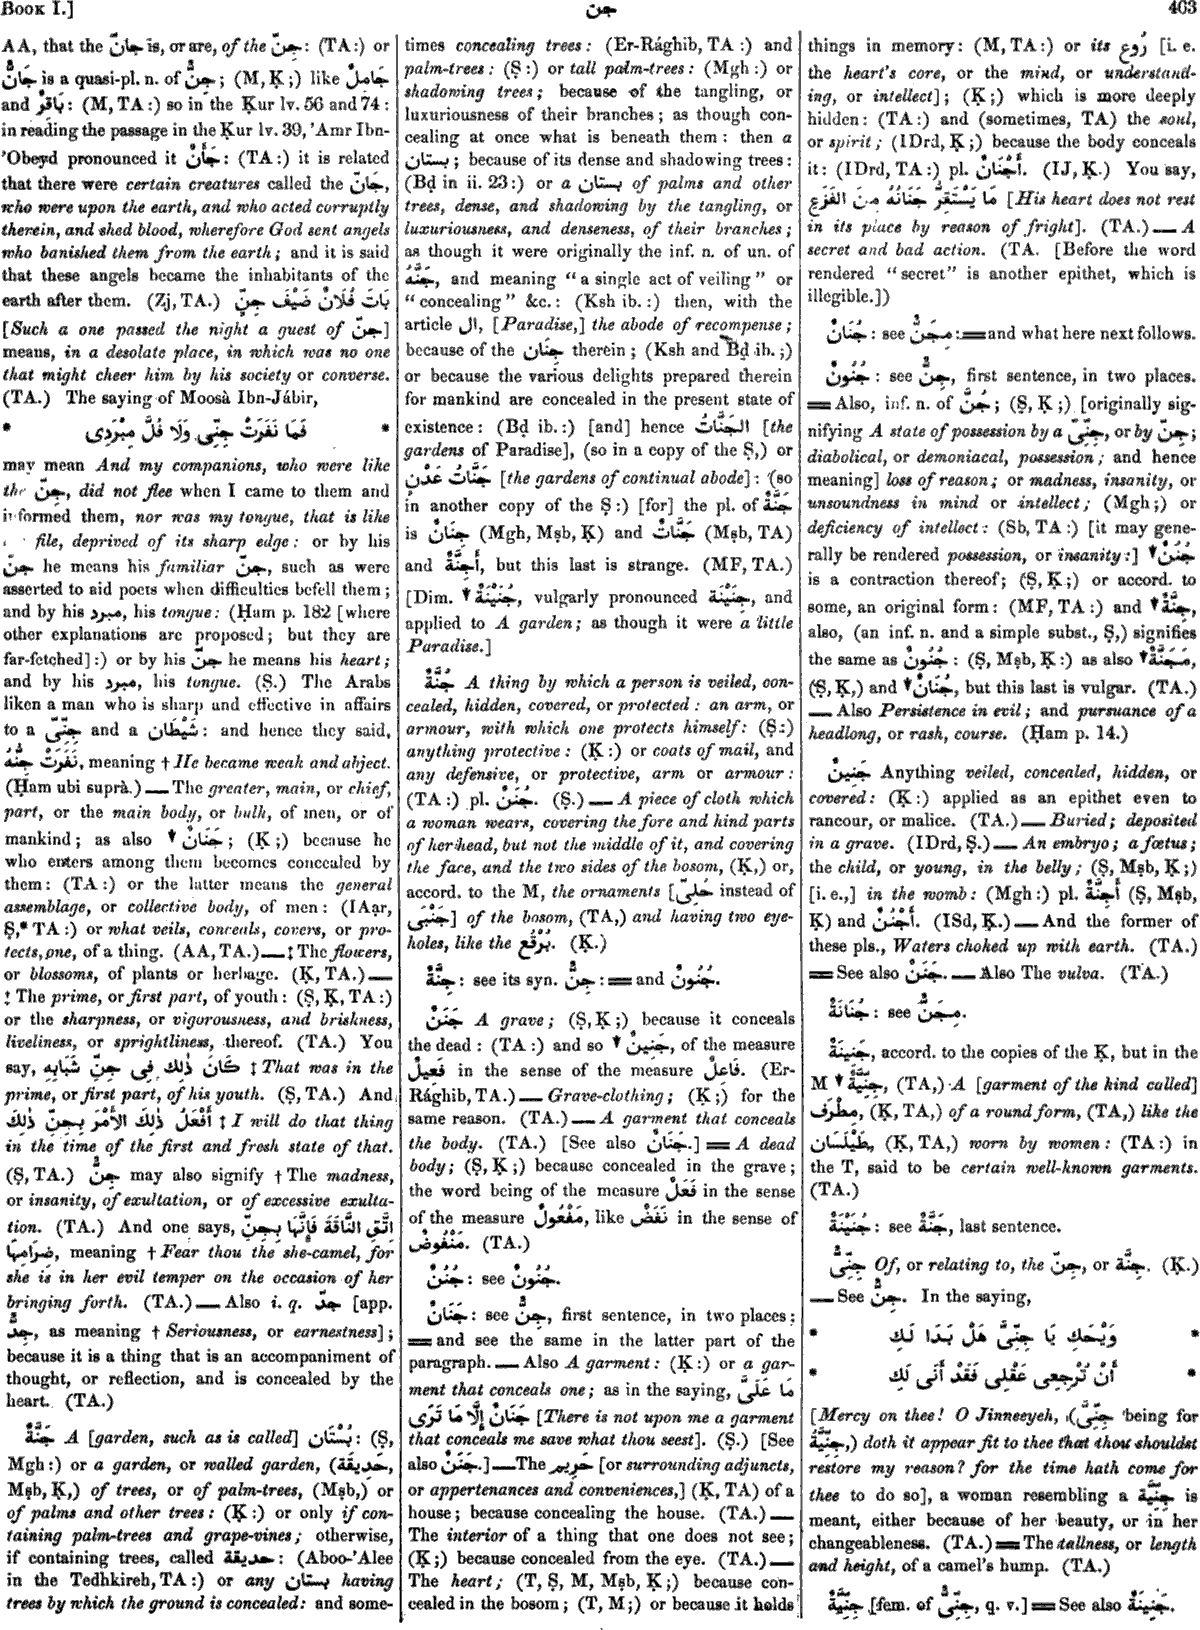 BOOK I.]
جن
403
AA, that the جَانّ is, or are, of the جِنّ: (TA:) or
جَانٌّ is a quasi-pl. n. of جِنٌّ; (M, Ḳ;) like جَامِلٌ
and بَاقِرٌ: (M, TA:) so in the Ḳur lv. 56 and 74:
in reading the passage in the Ḳur lv. 39, 'Amr Ibn-
'Obeyd pronounced it جَأَنٌّ: (TA:) it is related
that there were certain creatures called the جَانّ,
who were upon the earth, and who acted corruptly
therein, and shed blood, wherefore God sent angels
who banished them from the earth; and it is said
that these angels became the inhabitants of the
earth after them. (Zj, TA.) بَاتَ فُلَانٌ ضَيْفَ جِنٍّ
[Such a one passed the night a guest of جِنّ]
means, in a desolate place, in which was no one
that might cheer him by his society or converse.
(TA.) The saying of Moosà Ibn-Jábir,
* فَمَا نَفَرَتْ جِنِّى وَلَا فُلَّ مِبْرَدِى *
may mean And my companions, who were like
the جِنّ, did not flee when I came to them and
informed them, nor was my tongue, that is like
file, deprived of its sharp edge: or by his
جِنّ he means his familiar جِنّ, such as were
asserted to aid poets when difficulties befell them;
and by his مبرد, his tongue: (Ḥam p. 182 [where
other explanations are proposed; but they are
far-fetched]:) or by his جِنّ he means his heart;
and by his مبرد, his tongue. (Ṣ.) The Arabs
liken a man who is sharp and effective in affairs
to a جِنِّىّ and a شَيْطَان: and hence they said,
نَفَرَتْ جِنُّهُ, meaning † He became weak and abject.
(Ḥam ubi suprà.) — The greater, main, or chief,
part, or the main body, or bulk, of men, or of
mankind; as also ▼ جَنَانٌ; (Ḳ;) because he
who enters among them becomes concealed by
them: (TA:) or the latter means the general
assemblage, or collective body, of men: (IAạr,
Ṣ,* TA:) or what veils, conceals, covers, or pro-
tects, one, of a thing. (AA, TA.) — ‡ The flowers,
or blossoms, of plants or herbage. (Ḳ, TA.) —
‡ The prime, or first part, of youth: (Ṣ, Ḳ, TA:)
or the sharpness, or vigorousness, and briskness,
liveliness, or sprightliness, thereof. (TA.) You
say, كَانَ ذٰلِكَ فِى جِنِّ شَبَابِهِ ‡ That was in the
prime, or first part, of his youth. (Ṣ, TA.) And
أَفْعَلُ ذٰلِكَ الأَمْرَ بِجِنِّ ذٰلِكَ ‡ I will do that thing
in the time of the first and fresh state of that.
(Ṣ, TA.) جِنٌّ may also signify † The madness,
or insanity, of exultation, or of excessive exulta-
tion. (TA.) And one says, اتَّقِ النَّاقَةَ فَإِنَّهَا بِجِنِّ
ضِرَامِهَا, meaning † Fear thou the she-camel, for
she is in her evil temper on the occasion of her
bringing forth. (TA.) — Also i. q. جِدّ [app.
جِدٌّ, as meaning † Seriousness, or earnestness];
because it is a thing that is an accompaniment of
thought, or reflection, and is concealed by the
heart. (TA.)
جَنَّةٌ A [garden, such as is called] بُسْتَان: (Ṣ,
Mgh:) or a garden, or walled garden, (حَدِيقَة,
Mṣb, Ḳ,) of trees, or of palm-trees, (Mṣb,) or
of palms and other trees: (Ḳ:) or only if con-
taining palm-trees and grape-vines; otherwise,
if containing trees, called حديقة: (Aboo-'Alee
in the Tedhkireh, TA:) or any بستان having
trees by which the ground is concealed: and some-
times concealing trees: (Er-Rághib, TA:) and
palm-trees: (Ṣ:) or tall palm-trees: (Mgh:) or
shadowing trees; because of the tangling, or
luxuriousness of their branches; as though con-
cealing at once what is beneath them: then a
بستان; because of its dense and shadowing trees:
(Bḍ in ii. 23:) or a بستان of palms and other
trees, dense, and shadowing by the tangling, or
luxuriousness, and denseness, of their branches;
as though it were originally the inf. n. of un. of
جَنَّهُ, and meaning "a single act of veiling" or
"concealing" &c.: (Ksh ib.:) then, with the
article ال, [Paradise,] the abode of recompense;
because of the جِنَان therein; (Ksh and Bḍ ib.;)
or because the various delights prepared therein
for mankind are concealed in the present state of
existence: (Bḍ ib.:) [and] hence الجَنَّاتُ [the
gardens of Paradise], (so in a copy of the Ṣ,) or
جَنَّاتُ عَدْنٍ [the gardens of continual abode]: (so
in another copy of the Ṣ:) [for] the pl. of جَنَّةٌ
is جِنَانٌ (Mgh, Mṣb, Ḳ) and جَنَّاتٌ (Mṣb, TA)
and أَجِنَّةٌ, but this last is strange. (MF, TA.)
[Dim. ▼ جُنَيْنَةٌ, vulgarly pronounced جَنَيْنَة, and
applied to A garden; as though it were a little
Paradise.]
جُنَّةٌ A thing by which a person is veiled, con-
cealed, hidden, covered, or protected: an arm, or
armour, with which one protects himself: (Ṣ:)
anything protective: (Ḳ:) or coats of mail, and
any defensive, or protective, arm or armour:
(TA:) pl. جُنَنٌ. (Ṣ.) — A piece of cloth which
a woman wears, covering the fore and hind parts
of her head, but not the middle of it, and covering
the face, and the two sides of the bosom, (Ḳ,) or,
accord. to the M, the ornaments [حَلْىَ instead of
جَنْبَىِ] of the bosom, (TA,) and having two eye-
holes, like the بُرْقُع. (Ḳ.)
جِنَّةٌ: see its syn. جِنٌّ: = and جُنُونٌ.
جَنَنٌ A grave; (Ṣ, Ḳ;) because it conceals
the dead: (TA:) and so ▼ جَنِينٌ, of the measure
فَعِيلٌ in the sense of the measure فَاعِلٌ. (Er-
Rághib, TA.) — Grave-clothing; (Ḳ;) for the
same reason. (TA.) — A garment that conceals
the body. (TA.) [See also جَنَانٌ.] = A dead
body; (Ṣ, Ḳ;) because concealed in the grave;
the word being of the measure فَعَلٌ in the sense
of the measure مَفْعُولٌ, like نَفَضٌ in the sense of
مَنْفُوضٌ. (TA.)
جُنُنٌ: see جُنُونٌ.
جَنَانٌ: see جِنٌّ, first sentence, in two places:
= and see the same in the latter part of the
paragraph. — Also A garment: (Ḳ:) or a gar-
ment that conceals one; as in the saying, مَا عَلَىَّ
جَنَانٌ إِلَّا مَا تَرَى [There is not upon me a garment
that conceals me save what thou seest]. (Ṣ.) [See
also جَنَنٌ.] — The حَرِيم [or surrounding adjuncts,
or appertenances and conveniences,] (Ḳ, TA) of a
house; because concealing the house. (TA.) —
The interior of a thing that one does not see;
(Ḳ;) because concealed from the eye. (TA.) —
The heart; (T, Ṣ, M, Mṣb, Ḳ;) because con-
cealed in the bosom; (T, M;) or because it holds
things in memory: (M, TA:) or its رُوع [i. e.
the heart's core, or the mind, or understand-
ing, or intellect]; (Ḳ;) which is more deeply
hidden: (TA:) and (sometimes, TA) the soul,
or spirit; (IDrd, Ḳ;) because the body conceals
it: (IDrd, TA:) pl. أَجْنَانٌ. (IJ, Ḳ.) You say,
مَا يَسْتَقِرُّ جَنَانُهُ مِنَ الفَزَعِ [His heart does not rest
in its place by reason of fright]. (TA.) — A
secret and bad action. (TA. [Before the word
rendered "secret" is another epithet, which is
illegible.])
جُنَانٌ: see مِجَنٌّ: = and what here next follows.
جُنُونٌ: see جِنٌّ, first sentence, in two places.
= Also, inf. n. of جُنَّ; (Ṣ, Ḳ;) [originally sig-
nifying A state of possession by a جِنِّىّ, or by جِنّ;
diabolical, or demoniacal, possession; and hence
meaning] loss of reason; or madness, insanity, or
unsoundness in mind or intellect; (Mgh;) or
deficiency of intellect: (Sb, TA:) [it may gene-
rally be rendered possession, or insanity:] ▼ جُنُنٌ
is a contraction thereof; (Ṣ, Ḳ;) or accord. to
some, an original form: (MF, TA:) and ▼ جِنَّةٌ,
also, (an inf. n. and a simple subst., Ṣ,) signifies
the same as جُنُونٌ: (Ṣ, Mṣb, Ḳ:) as also ▼ مَجَنَّةٌ,
(Ṣ, Ḳ,) and ▼ جُنَانٌ, but this last is vulgar. (TA.)
— Also Persistence in evil; and pursuance of a
headlong, or rash, course. (Ḥam p. 14.)
جَنِينٌ Anything veiled, concealed, hidden, or
covered: (Ḳ:) applied as an epithet even to
rancour, or malice. (TA.) — Buried; deposited
in a grave. (IDrd, Ṣ.) — An embryo; a fœtus;
the child, or young, in the belly; (Ṣ, Mṣb, Ḳ;)
[i. e.,] in the womb: (Mgh:) pl. أَجِنَّةٌ (Ṣ, Mṣb,
Ḳ) and أَجْنُنٌ. (ISd, Ḳ.) — And the former of
these pls., Waters choked up with earth. (TA.)
= See also جَنَنٌ. — Also The vulva. (TA.)
جُنَانَةٌ: see مِجَنٌّ.
جَنِينَةٌ, accord. to the copies of the Ḳ, but in the
M ▼ جِنِّيَّةٌ, (TA,) A [garment of the kind called]
مِطْرَف, (Ḳ, TA,) of a round form, (TA,) like the
طَيْلَسَان, (Ḳ, TA,) worn by women: (TA:) in
the T, said to be certain well-known garments.
(TA.)
جُنَيْنَةٌ: see جَنَّةٌ, last sentence.
جِنِّىٌّ Of, or relating to, the جِنّ, or جِنَّة. (Ḳ.)
— See جِنٌّ. In the saying,
* وَيْحَكِ يَا جِنِّىَّ هَلْ بَدَا لَكِ *
* أَنْ تُرْجِعِى عَقْلِى فَقَدْ أَنَى لَكِ *
[Mercy on thee! O Jinneeyeh, (جِنِّىَّ being for
جِنِّيَّةُ,) doth it appear fit to thee that thou shouldst
restore my reason? for the time hath come for
thee to do so], a woman resembling a جِنِّيَّة is
meant, either because of her beauty, or in her
changeableness. (TA.) = The tallness, or length
and height, of a camel's hump. (TA.)
جِنِّيَّةٌ [fem. of جِنِّىٌّ, q. v.] = See also جَنِينَةٌ.